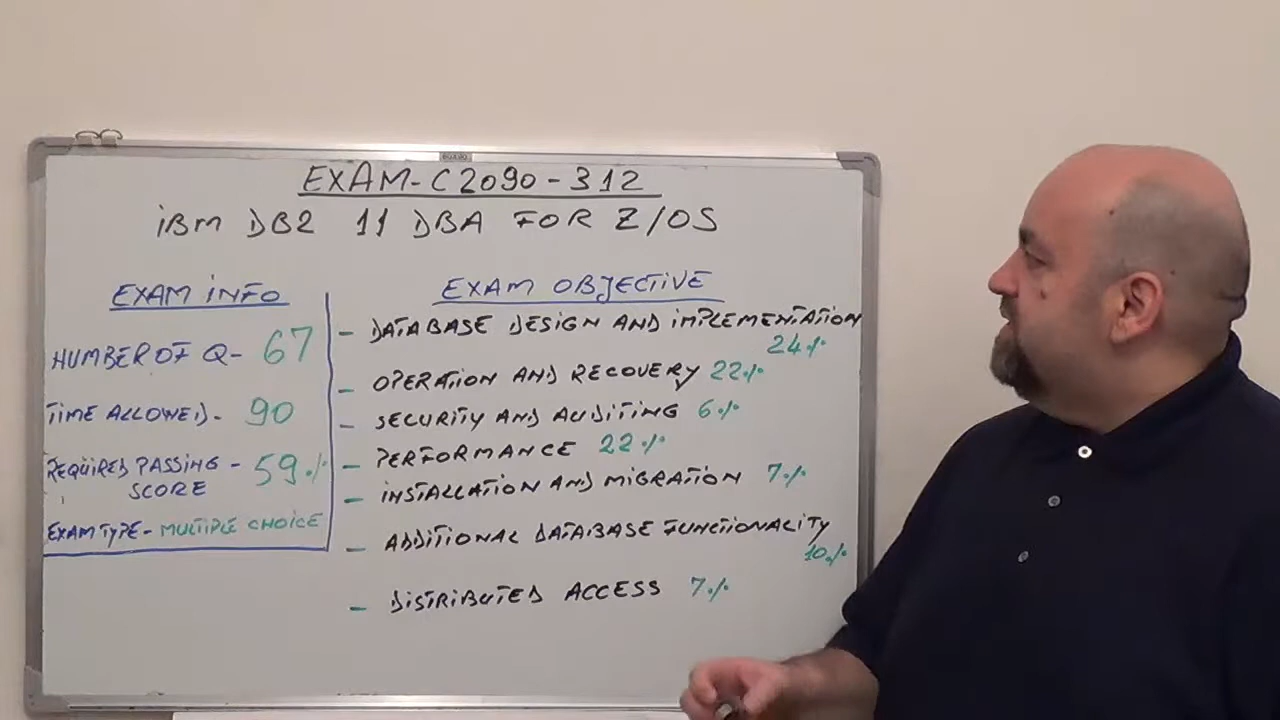 EXAM-C2090-312
iBM DB2 11 DBA FOR Z/OS
EXAM iNFO
NUMBER OF Q- 67
TIME ALLOWED- 90
REQUIRED PASSING - 59%
SCORE
EXAM TYPE- MULTIPLE CHOICE
EXAM OBJECTIVE
- DATABASE DESIGN AND IMPLEMENTATION
24%
- OPERATION AND RECOVERY 22%
- SECURITY AND AUDITING 6%
- PERFORMANCE 22%
- INSTALLATION AND MIGRATION 7%
- ADDITIONAL DATABASE FUNCTIONALITY
10%
- DISTRIBUTED ACCESS 7%